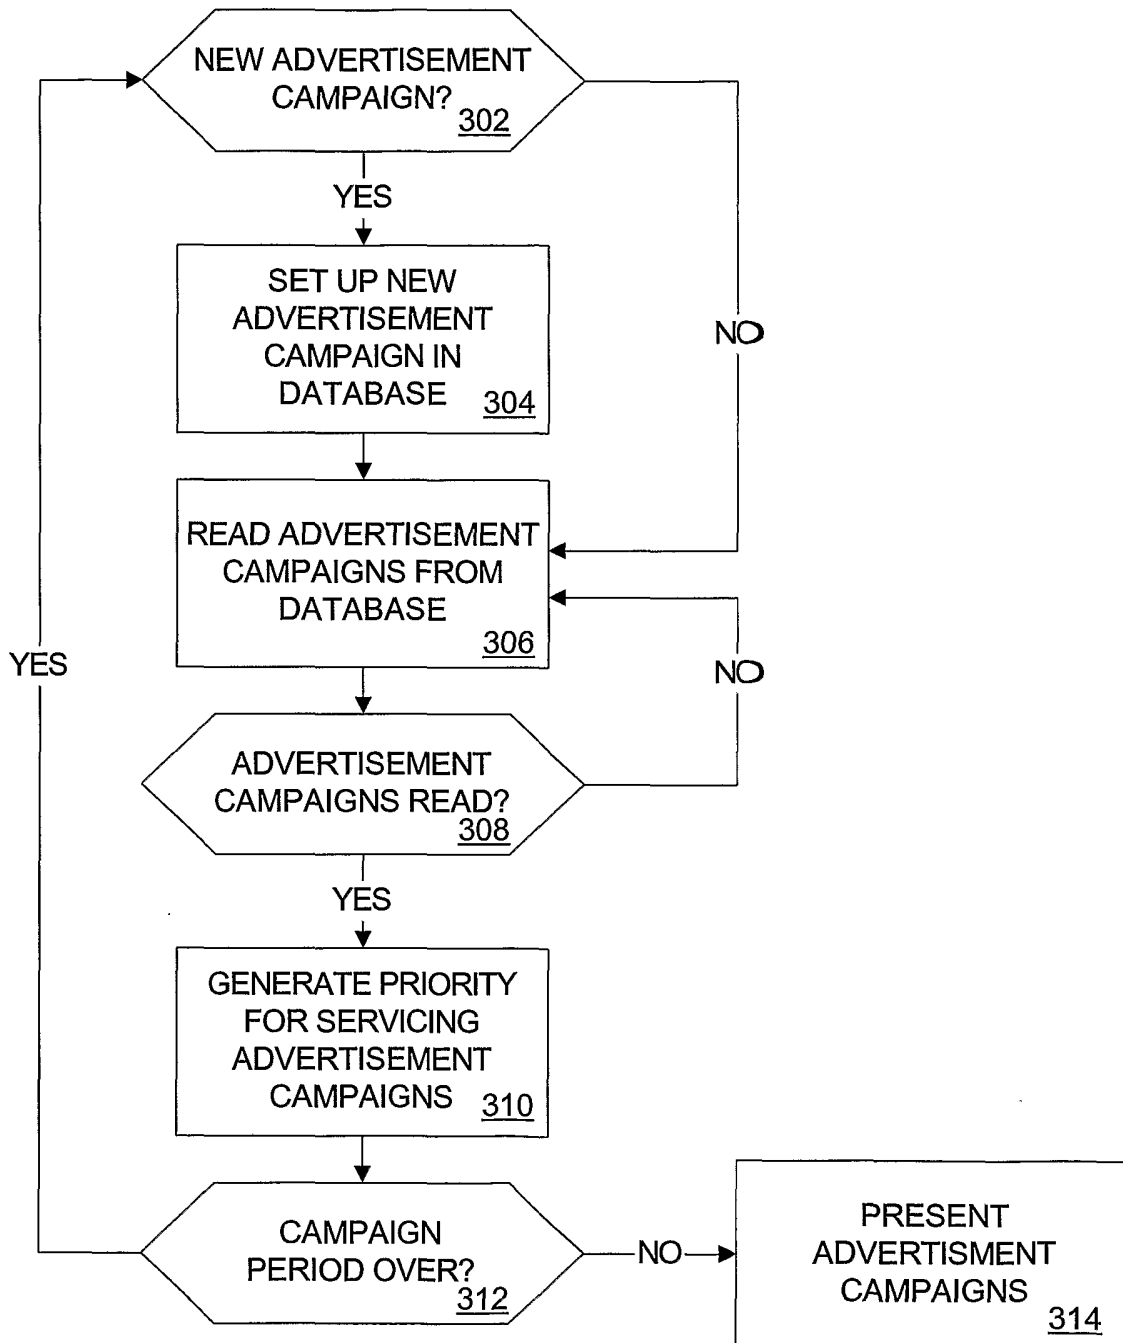 NEW ADVERTISEMENT
CAMPAIGN?
302
YES
NO
SET UP NEW
ADVERTISEMENT
CAMPAIGN IN
DATABASE
304
READ ADVERTISEMENT
CAMPAIGNS FROM
DATABASE
306
YES
NO
ADVERTISEMENT
CAMPAIGNS READ?
308
YES
GENERATE PRIORITY
FOR SERVICING
ADVERTISEMENT
CAMPAIGNS
310
CAMPAIGN
PERIOD OVER?
312
NO
PRESENT
ADVERTISMENT
CAMPAIGNS
314